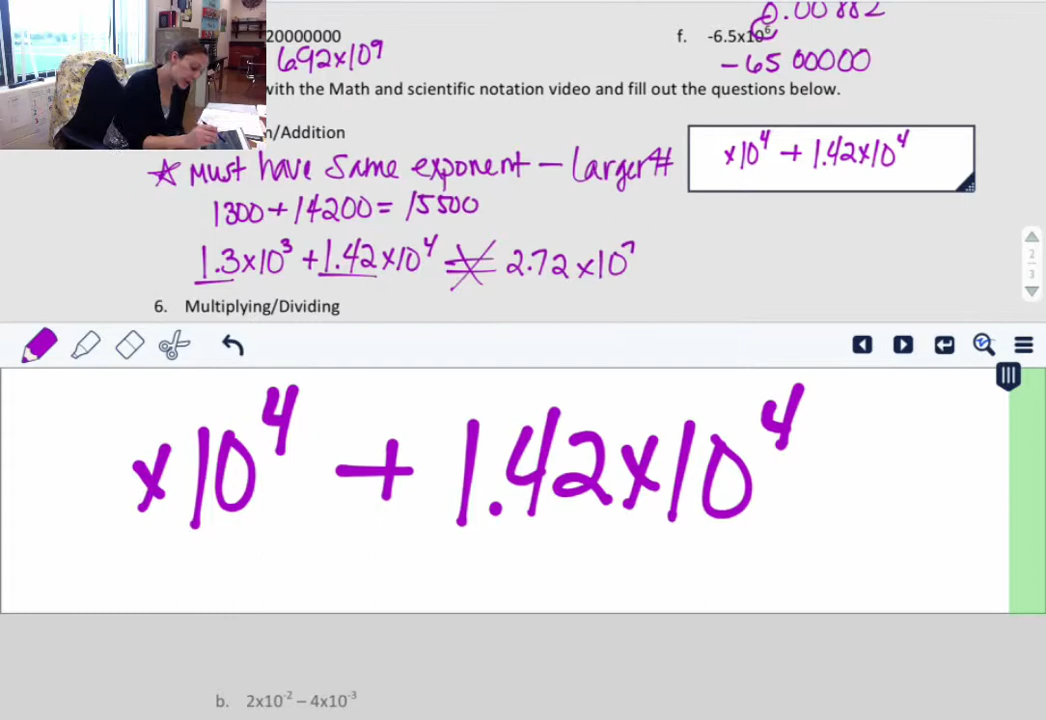 0.00882
20000000
f. -6.5x10⁶
6.92x10⁹
-6500000
with the Math and scientific notation video and fill out the questions below.
n/Addition
x10⁴ + 1.42x10⁴
* Must have same exponent - larger #
1300+14200=15500
1.3x10³ +1.42x10⁴ ≠ 2.72x10⁷
6. Multiplying/Dividing
2
3
x10⁴ + 1.42x10⁴
b. 2x10⁻² – 4x10⁻³